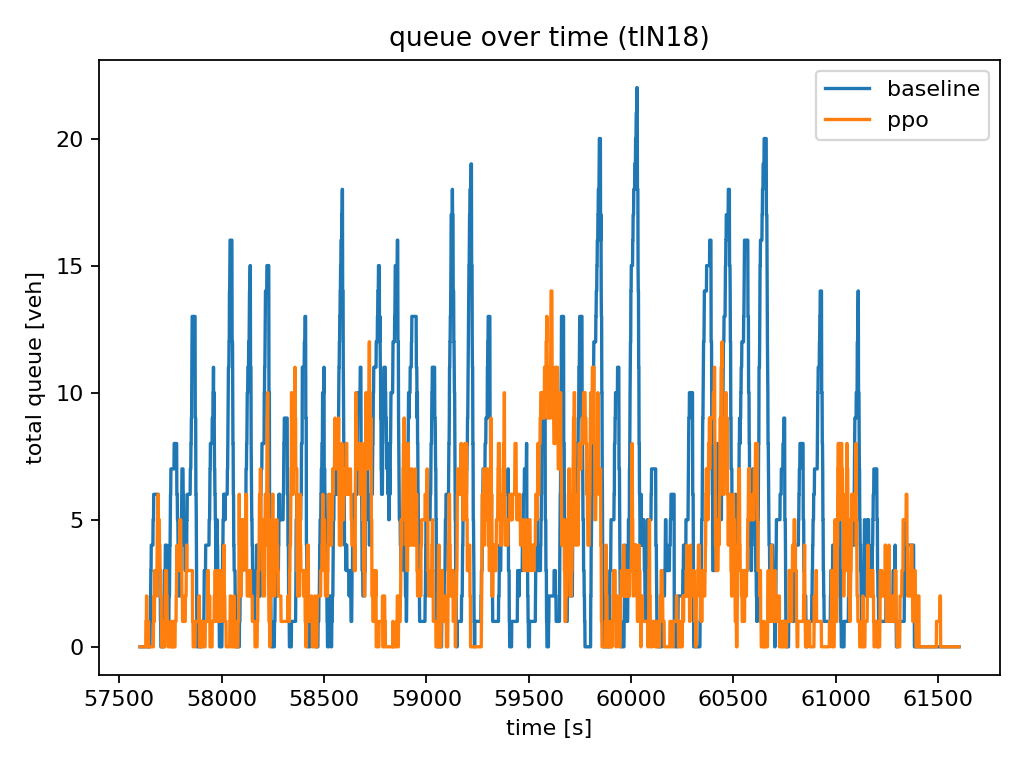 queue over time (tlN18)
baseline
ppo
total queue [veh]
20
15
10
5
0
57500 58000 58500 59000 59500 60000 60500 61000 61500
time [s]